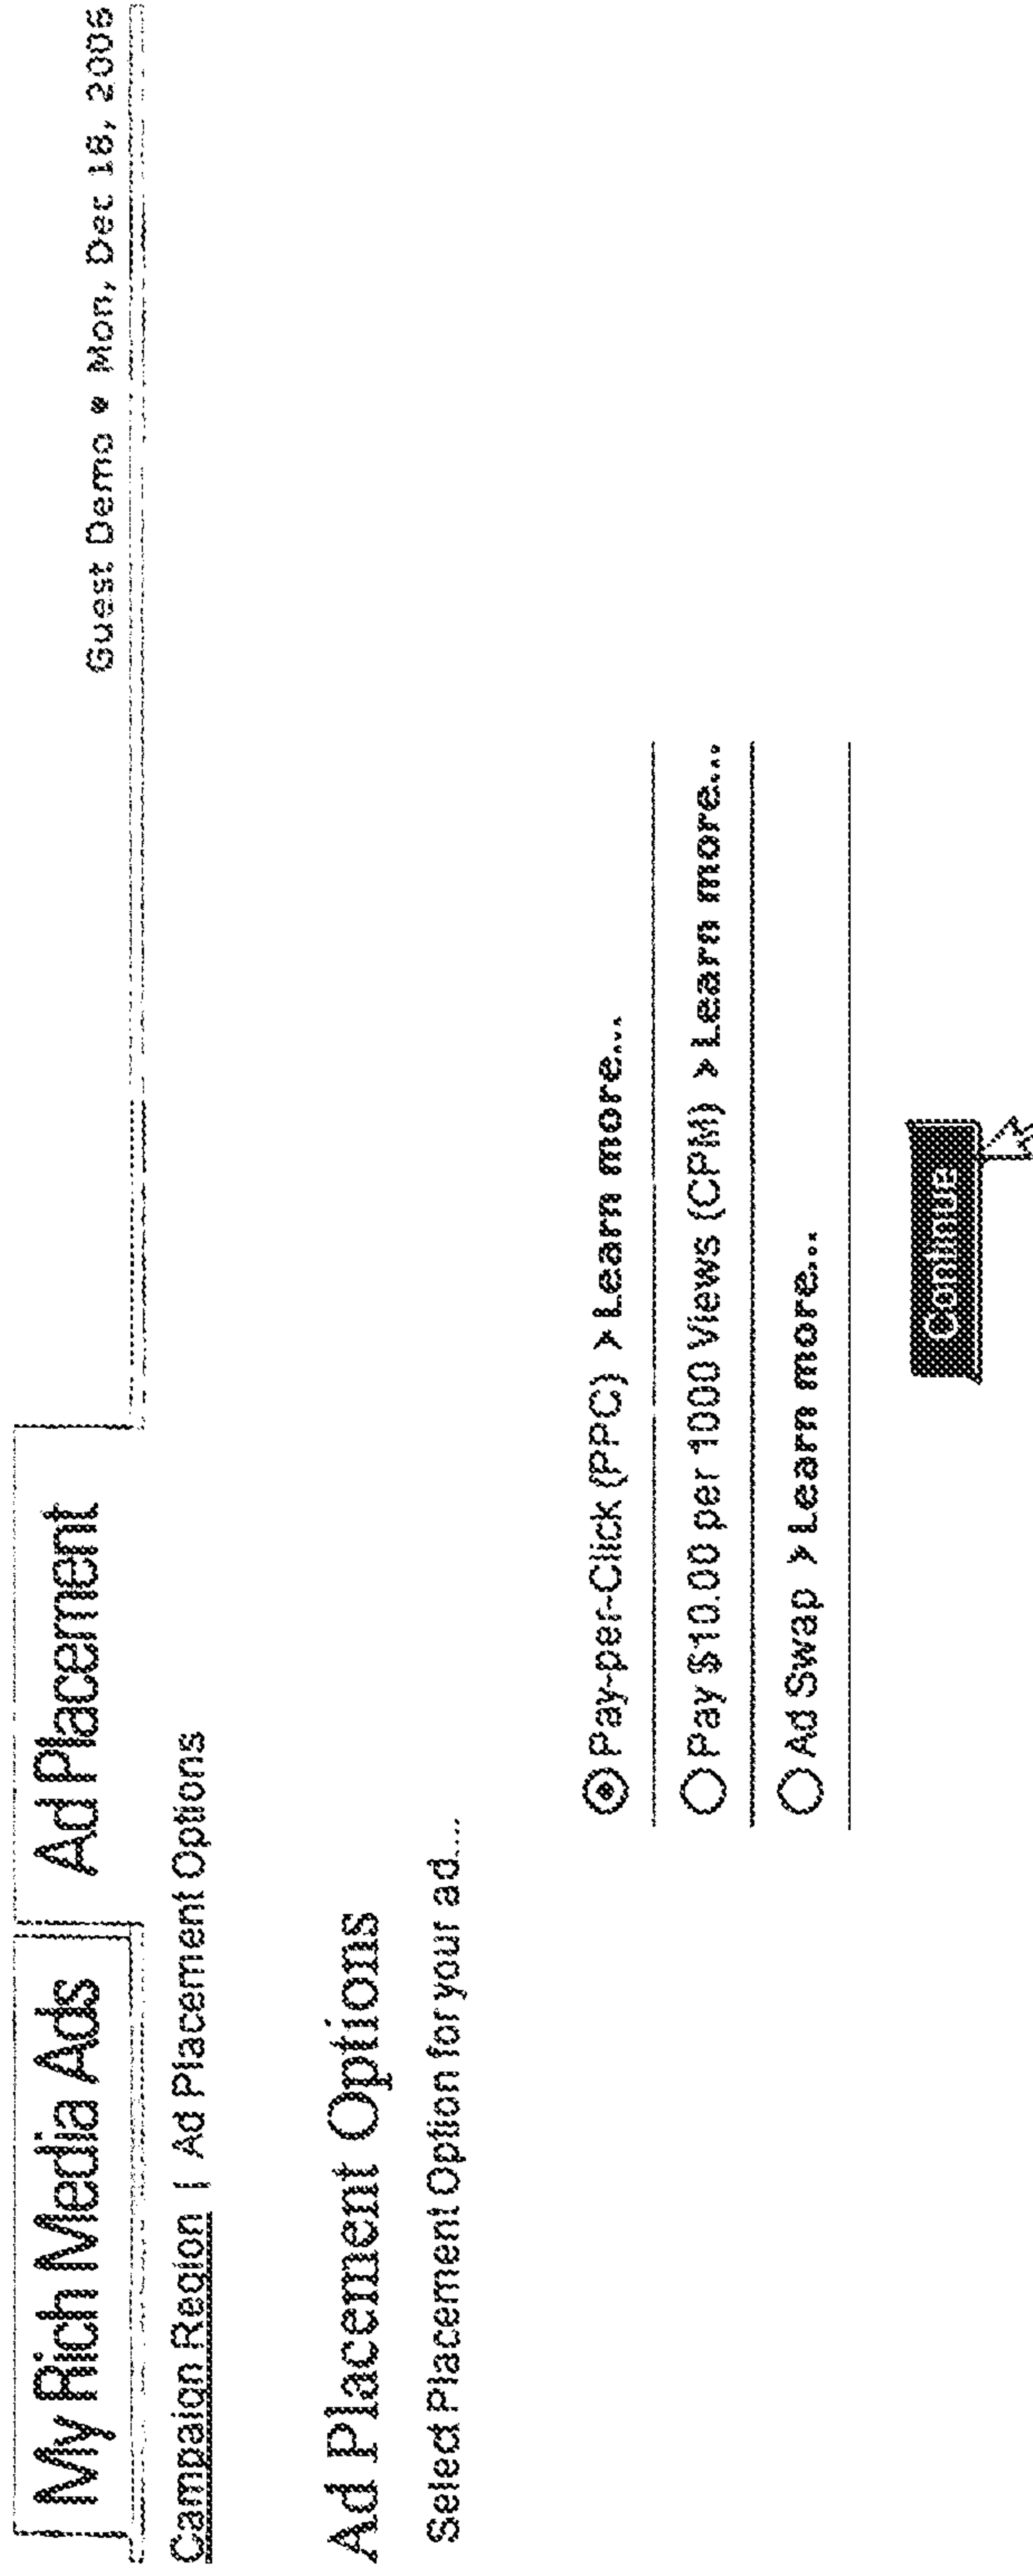 My Rich Media Ads Ad Placement
Guest Demo • Mon, Dec 18, 2006
Campaign Region | Ad Placement Options
Ad Placement Options
Select Placement Option for your ad....
Pay-per-Click (PPC) > Learn more...
Pay $10.00 per 1000 Views (CPM) > Learn more...
Ad Swap > Learn more...
Continue